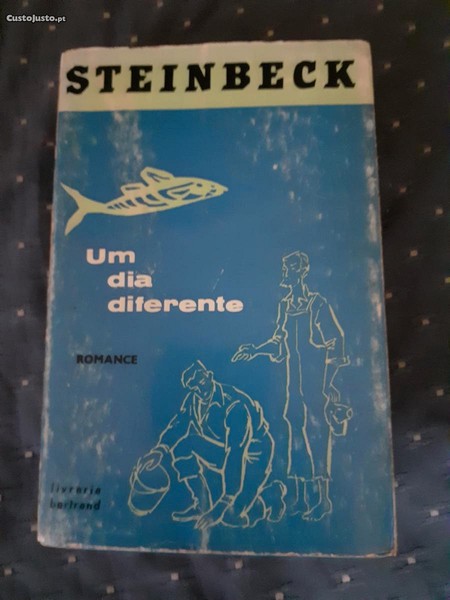 CustoJusto.pt
STEINBECK
Um
dia
diferente
ROMANCE
livraria
bertrand